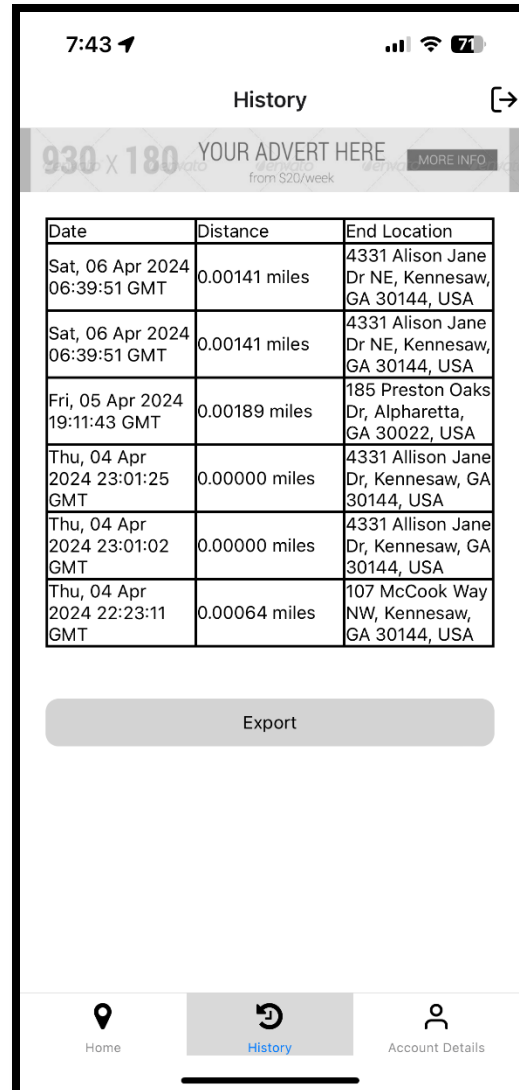 7:43
71
History
930 x 180 YOUR ADVERT HERE MORE INFO
from $20/week
Date Distance End Location
Sat, 06 Apr 2024 06:39:51 GMT 0.00141 miles 4331 Alison Jane Dr NE, Kennesaw, GA 30144, USA
Sat, 06 Apr 2024 06:39:51 GMT 0.00141 miles 4331 Alison Jane Dr NE, Kennesaw, GA 30144, USA
Fri, 05 Apr 2024 19:11:43 GMT 0.00189 miles 185 Preston Oaks Dr, Alpharetta, GA 30022, USA
Thu, 04 Apr 2024 23:01:25 GMT 0.00000 miles 4331 Allison Jane Dr, Kennesaw, GA 30144, USA
Thu, 04 Apr 2024 23:01:02 GMT 0.00000 miles 4331 Allison Jane Dr, Kennesaw, GA 30144, USA
Thu, 04 Apr 2024 22:23:11 GMT 0.00064 miles 107 McCook Way NW, Kennesaw, GA 30144, USA
Export
Home History Account Details